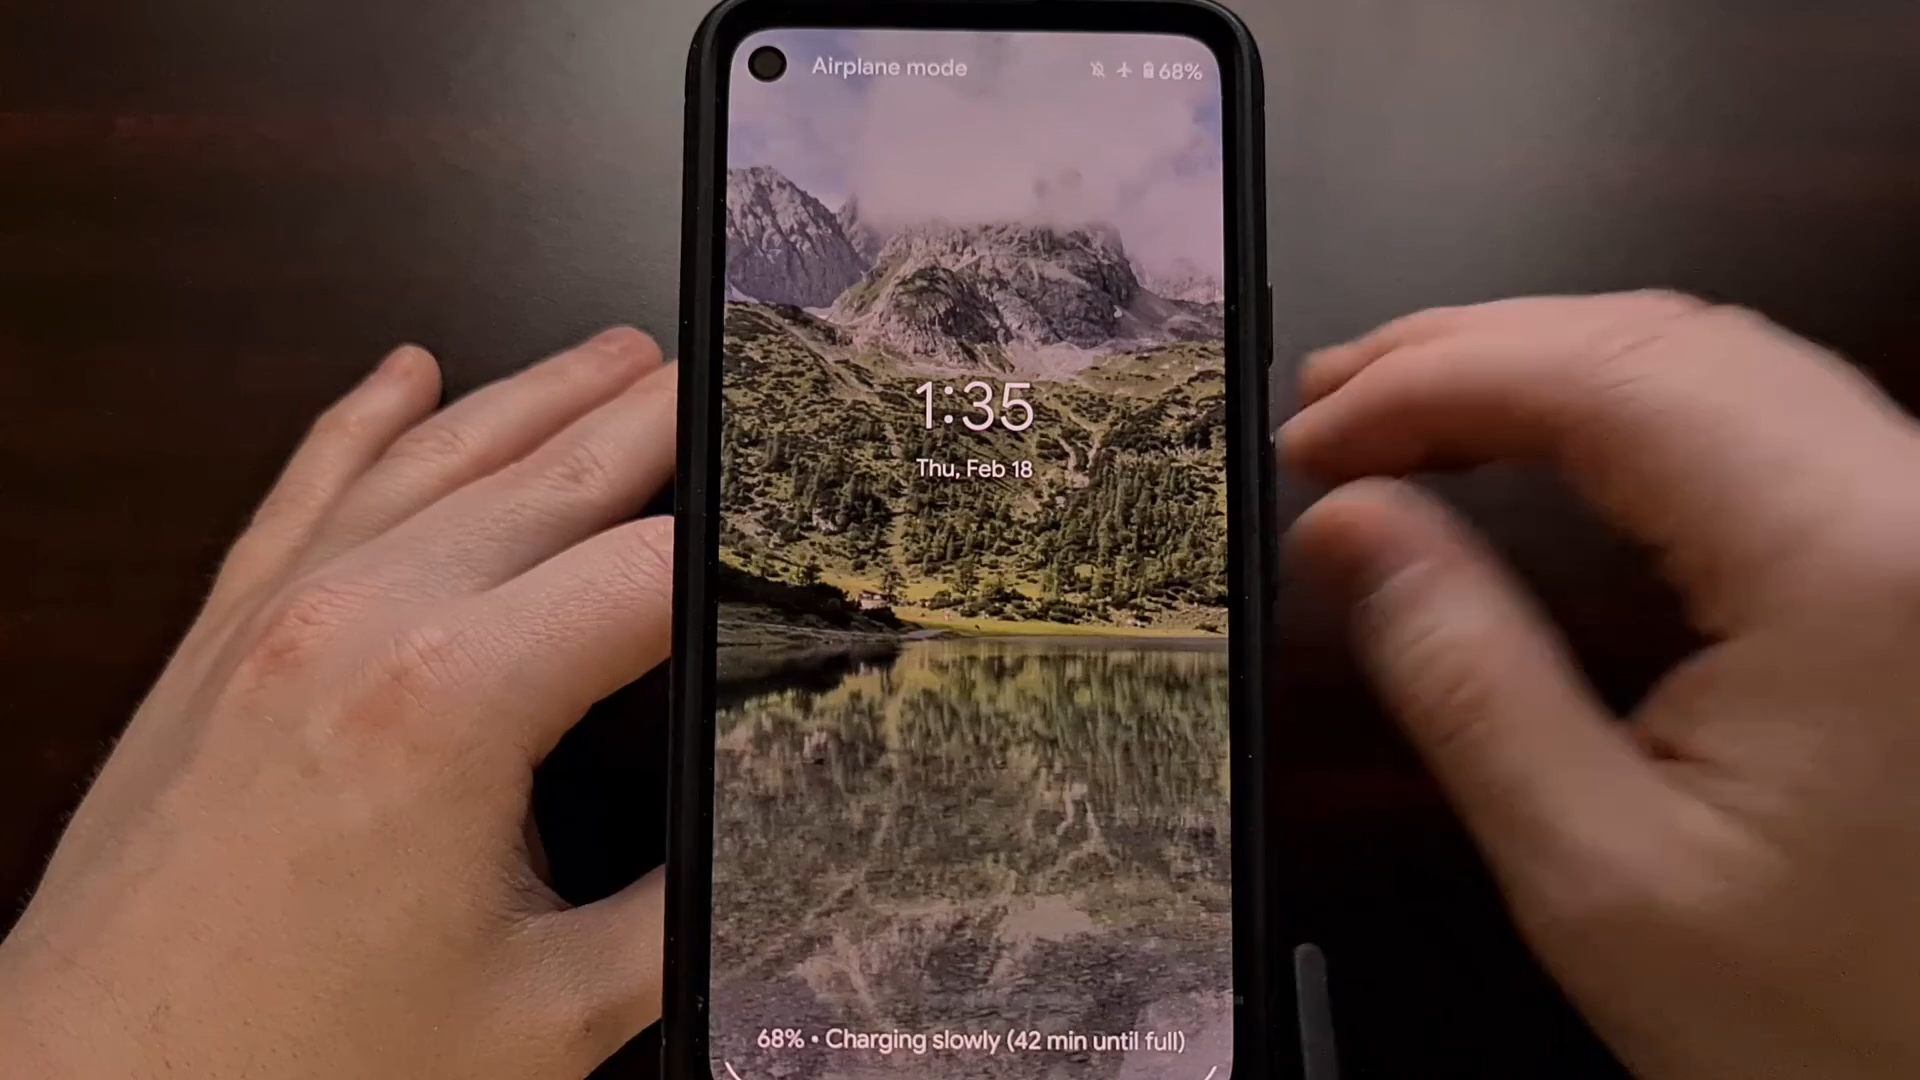 Airplane mode 68%
1:35
Thu, Feb 18
68% • Charging slowly (42 min until full)